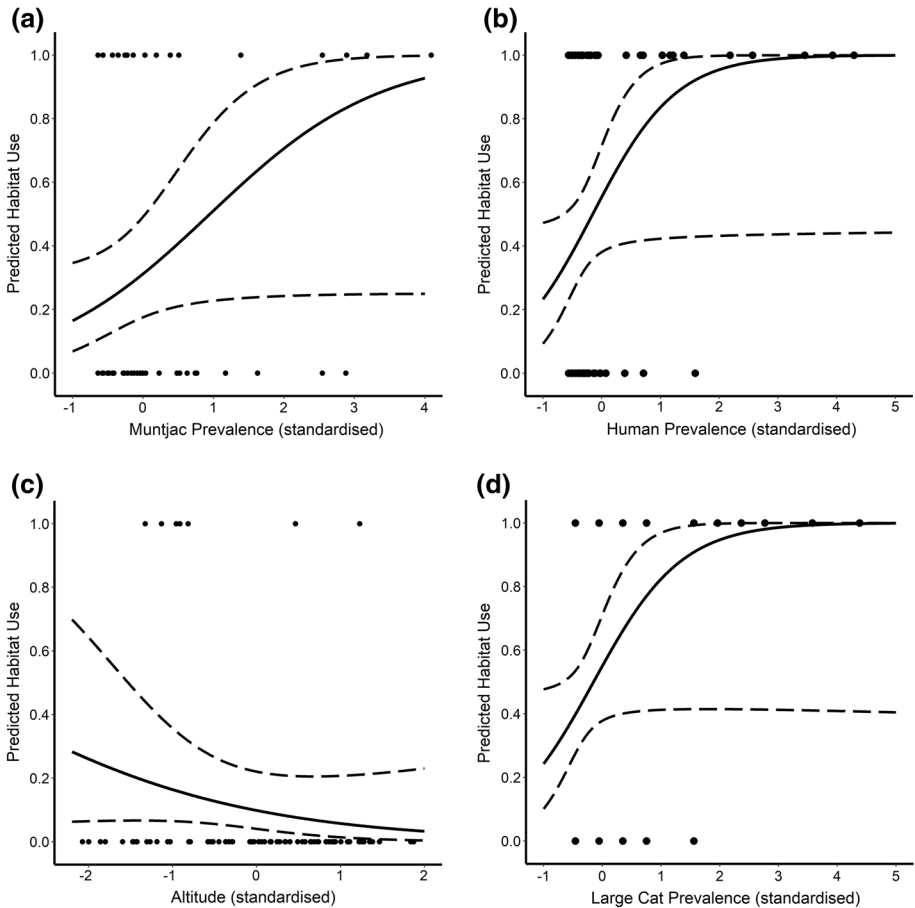 (a)
Predicted Habitat Use
1.0
0.8
0.6
0.4
0.2
0.0
-1 0 1 2 3 4
Muntjac Prevalence (standardised)
(b)
Predicted Habitat Use
1.0
0.8
0.6
0.4
0.2
0.0
-1 0 1 2 3 4 5
Human Prevalence (standardised)
(c)
Predicted Habitat Use
1.0
0.8
0.6
0.4
0.2
0.0
-2 -1 0 1 2
Altitude (standardised)
(d)
Predicted Habitat Use
1.0
0.8
0.6
0.4
0.2
0.0
-1 0 1 2 3 4 5
Large Cat Prevalence (standardised)